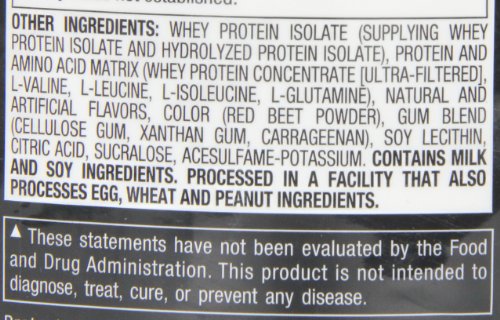 OTHER INGREDIENTS: WHEY PROTEIN ISOLATE (SUPPLYING WHEY
PROTEIN ISOLATE AND HYDROLYZED PROTEIN ISOLATE), PROTEIN AND
AMINO ACID MATRIX (WHEY PROTEIN CONCENTRATE [ULTRA-FILTERED],
L-VALINE, L-LEUCINE, L-ISOLEUCINE, L-GLUTAMINE), NATURAL AND
ARTIFICIAL FLAVORS, COLOR (RED BEET POWDER), GUM BLEND
(CELLULOSE GUM, XANTHAN GUM, CARRAGEENAN), SOY LECITHIN,
CITRIC ACID, SUCRALOSE, ACESULFAME-POTASSIUM. CONTAINS MILK
AND SOY INGREDIENTS. PROCESSED IN A FACILITY THAT ALSO
PROCESSES EGG, WHEAT AND PEANUT INGREDIENTS.
▲ These statements have not been evaluated by the Food
and Drug Administration. This product is not intended to
diagnose, treat, cure, or prevent any disease.